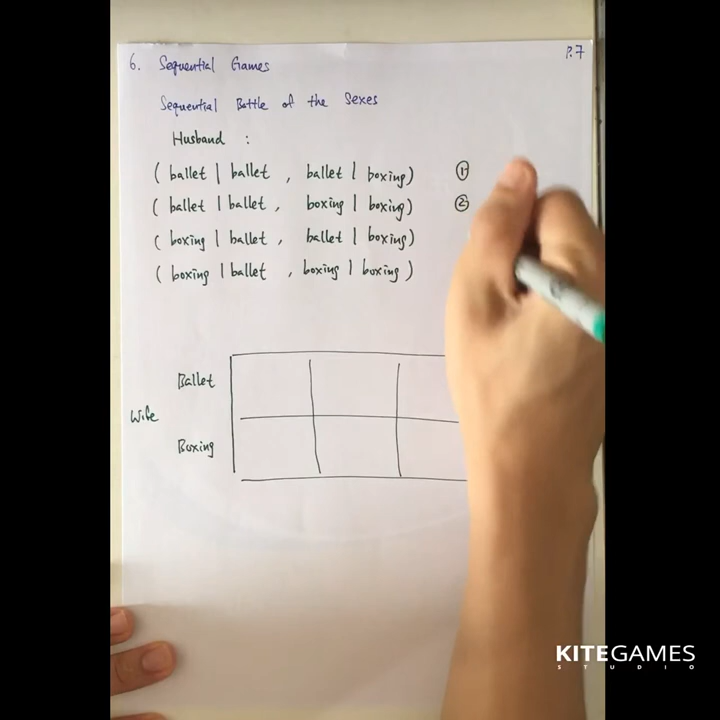 P.7
6. Sequential Games
Sequential Battle of the Sexes
Husband :
( ballet | ballet , ballet | boxing) ①
( ballet | ballet , boxing | boxing) ②
( boxing | ballet , ballet | boxing)
( boxing | ballet , boxing | boxing )
Ballet
Wife
Boxing
KITEGAMES
STUDIO